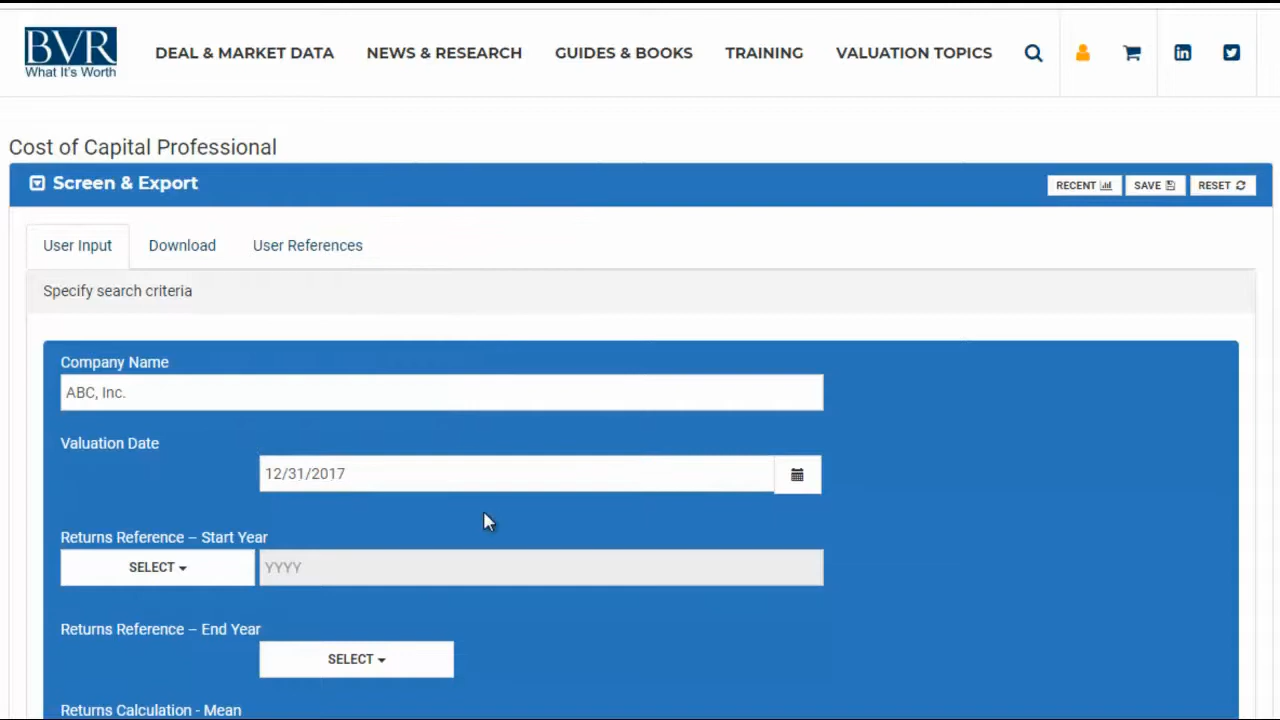 BVR
What It's Worth
DEAL & MARKET DATA NEWS & RESEARCH GUIDES & BOOKS TRAINING VALUATION TOPICS
Cost of Capital Professional
Screen & Export
RECENT SAVE RESET
User Input Download User References
Specify search criteria
Company Name
ABC, Inc.
Valuation Date
12/31/2017
Returns Reference – Start Year
SELECT YYYY
Returns Reference – End Year
SELECT
Returns Calculation - Mean